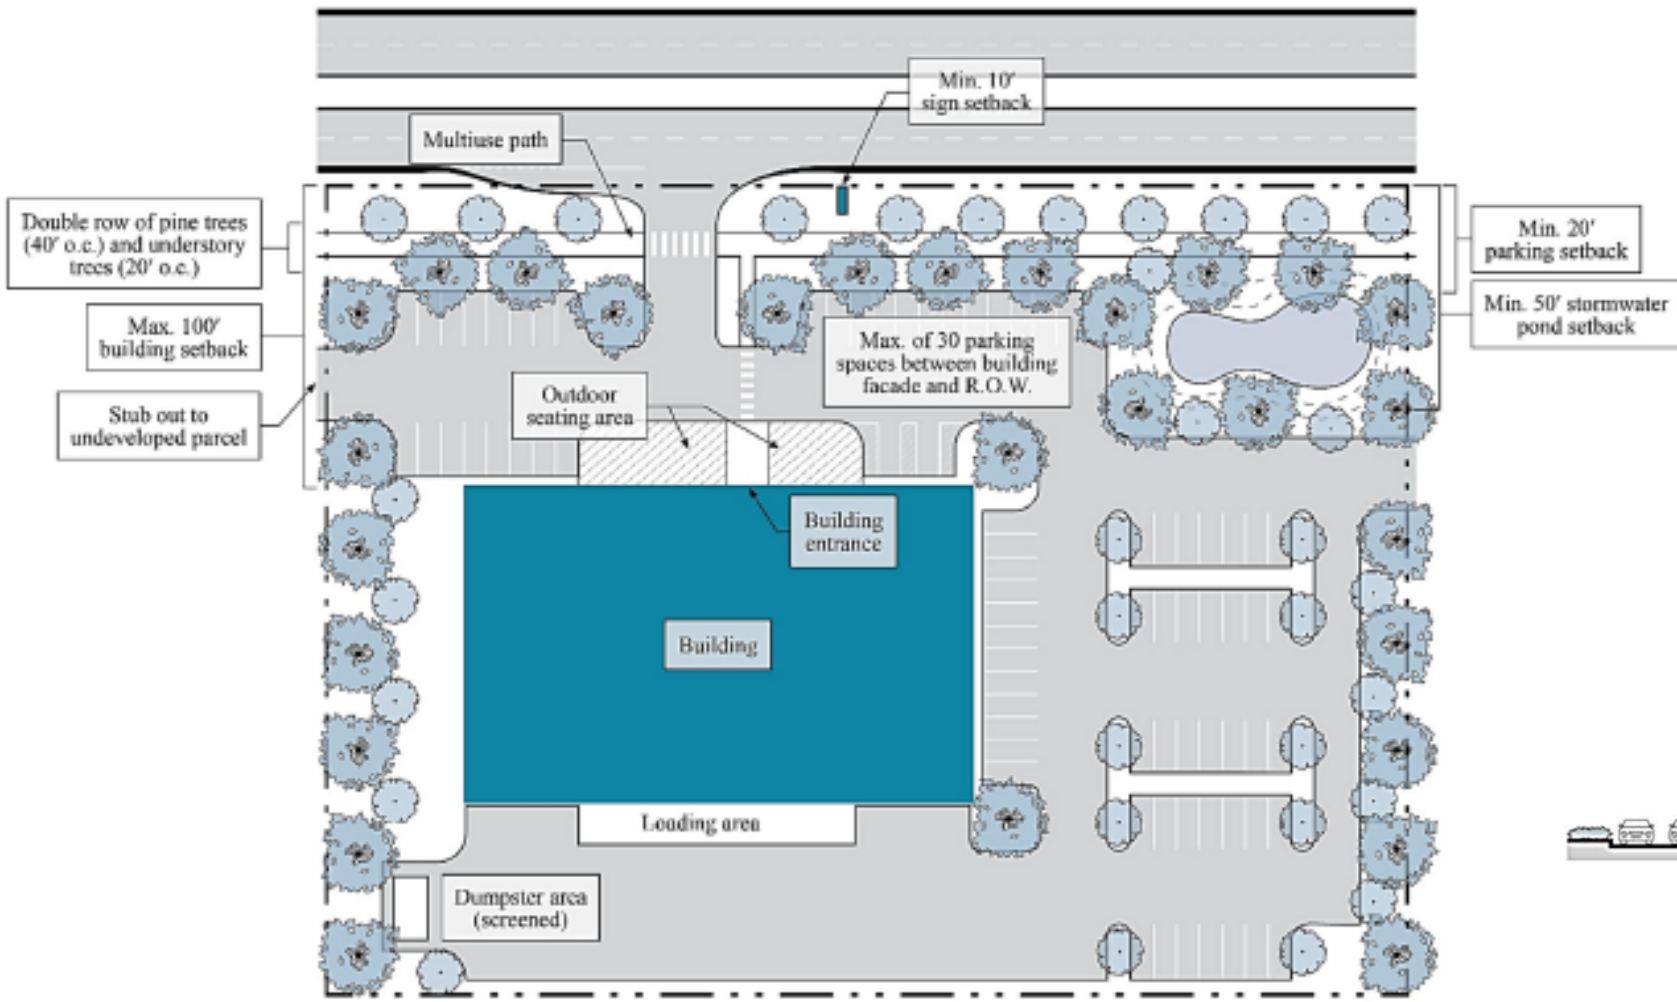 Min. 10'
sign setback
Multiuse path
Double row of pine trees
(40' o.c.) and understory
trees (20' o.c.)
Min. 20'
parking setback
Max. 100'
building setback
Min. 50' stormwater
pond setback
Max. of 30 parking
spaces between building
facade and R.O.W.
Outdoor
seating area
Stub out to
undeveloped parcel
Building
entrance
Building
Loading area
Dumpster area
(screened)